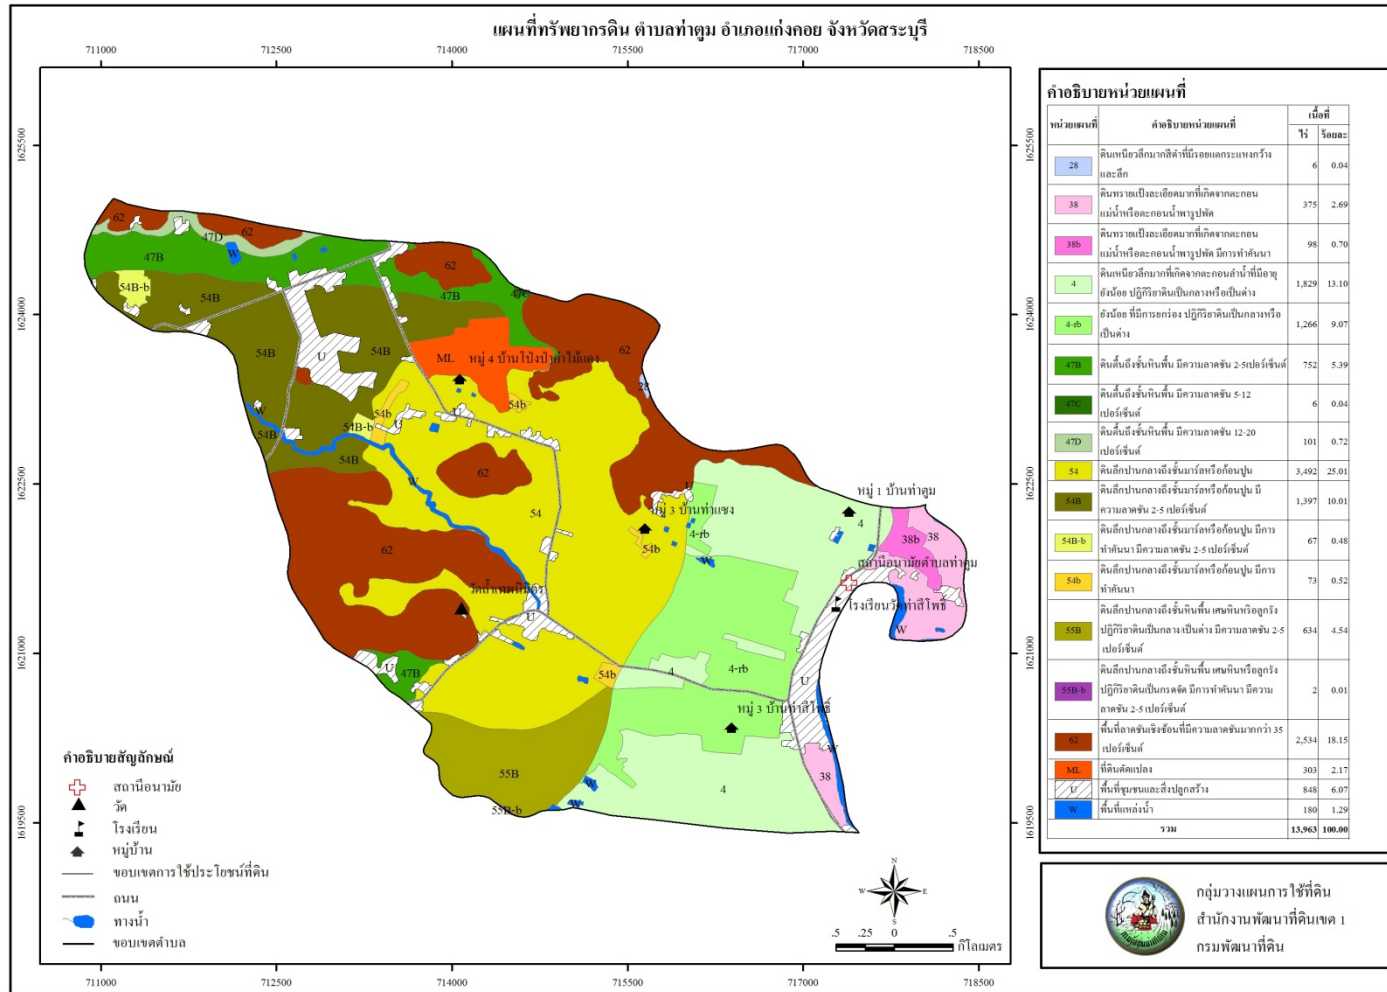 แผนที่ทรัพยากรดิน ตำบลท่าตูม อำเภอแก่งคอย จังหวัดสระบุรี
711000 712500 714000 715500 717000 718500
1625500
1624000
1622500
1621000
1619500
1625500
1624000
1622500
1621000
1619500
62
47D
62
W
47B
54B-b
54B
62
47B
47C
62
54B
54B
U
ML
หมู่ 4 บ้านโป่งป่าคำไม้แดง
28
54b
54b
U
U
W
54B
54B-b
54B
W
62
54
U
หมู่ 3 บ้านท่าแซง
54b
4-rb
W
หมู่ 1 บ้านท่าตูม
4
38b
38
สถานีอนามัยตำบลท่าตูม
โรงเรียนวัดท่าสีโพธิ์
W
62
วัดถ้ำเทพนิมิตร
U
U
47B
54b
4
4-rb
U
หมู่ 3 บ้านท่าสีโพธิ์
W
38
55B
55B-b
W
W
4
คำอธิบายสัญลักษณ์
สถานีอนามัย
วัด
โรงเรียน
หมู่บ้าน
ขอบเขตการใช้ประโยชน์ที่ดิน
ถนน
ทางน้ำ
ขอบเขตตำบล
N
W E
S
.5 .25 0 .5
กิโลเมตร
711000 712500 714000 715500 717000 718500
คำอธิบายหน่วยแผนที่
หน่วยแผนที่ คำอธิบายหน่วยแผนที่ เนื้อที่
ไร่ ร้อยละ
28 ดินเหนียวลึกมากสีดำที่มีรอยแตกระแหงกว้าง 6 0.04
และลึก
38 ดินทรายแป้งละเอียดมากที่เกิดจากตะกอน 375 2.69
แม่น้ำหรือตะกอนน้ำพารูปพัด
38b ดินทรายแป้งละเอียดมากที่เกิดจากตะกอน 98 0.70
แม่น้ำหรือตะกอนน้ำพารูปพัด มีการทำคันนา
4 ดินเหนียวลึกมากที่เกิดจากตะกอนลำน้ำที่มีอายุ 1,829 13.10
ยังน้อย ปฏิกิริยาดินเป็นกลางหรือเป็นด่าง
4-rb ยังน้อย ที่มีการยกร่อง ปฏิกิริยาดินเป็นกลางหรือ 1,266 9.07
เป็นด่าง
47B ดินตื้นถึงชั้นหินพื้น มีความลาดชัน 2-5เปอร์เซ็นต์ 752 5.39
47C ดินตื้นถึงชั้นหินพื้น มีความลาดชัน 5-12 6 0.04
เปอร์เซ็นต์
47D ดินตื้นถึงชั้นหินพื้น มีความลาดชัน 12-20 101 0.72
เปอร์เซ็นต์
54 ดินลึกปานกลางถึงชั้นมาร์ลหรือก้อนปูน 3,492 25.01
54B ดินลึกปานกลางถึงชั้นมาร์ลหรือก้อนปูน มี 1,397 10.01
ความลาดชัน 2-5 เปอร์เซ็นต์
54B-b ดินลึกปานกลางถึงชั้นมาร์ลหรือก้อนปูน มีการ 67 0.48
ทำคันนา มีความลาดชัน 2-5 เปอร์เซ็นต์
54b ดินลึกปานกลางถึงชั้นมาร์ลหรือก้อนปูน มีการ 73 0.52
ทำคันนา
55B ดินลึกปานกลางถึงชั้นหินพื้น เศษหินหรือลูกรัง 634 4.54
ปฏิกิริยาดินเป็นกลาง เป็นด่าง มีความลาดชัน 2-5
เปอร์เซ็นต์
55B-b ดินลึกปานกลางถึงชั้นหินพื้น เศษหินหรือลูกรัง 2 0.01
ปฏิกิริยาดินเป็นกรดจัด มีการทำคันนา มีความ
ลาดชัน 2-5 เปอร์เซ็นต์
62 พื้นที่ลาดชันเชิงซ้อนที่มีความลาดชันมากกว่า 35 2,534 18.15
เปอร์เซ็นต์
ML ที่ดินดัดแปลง 303 2.17
U พื้นที่ชุมชนและสิ่งปลูกสร้าง 848 6.07
W พื้นที่แหล่งน้ำ 180 1.29
รวม 13,963 100.00
กลุ่มวางแผนการใช้ที่ดิน
สำนักงานพัฒนาที่ดินเขต 1
กรมพัฒนาที่ดิน